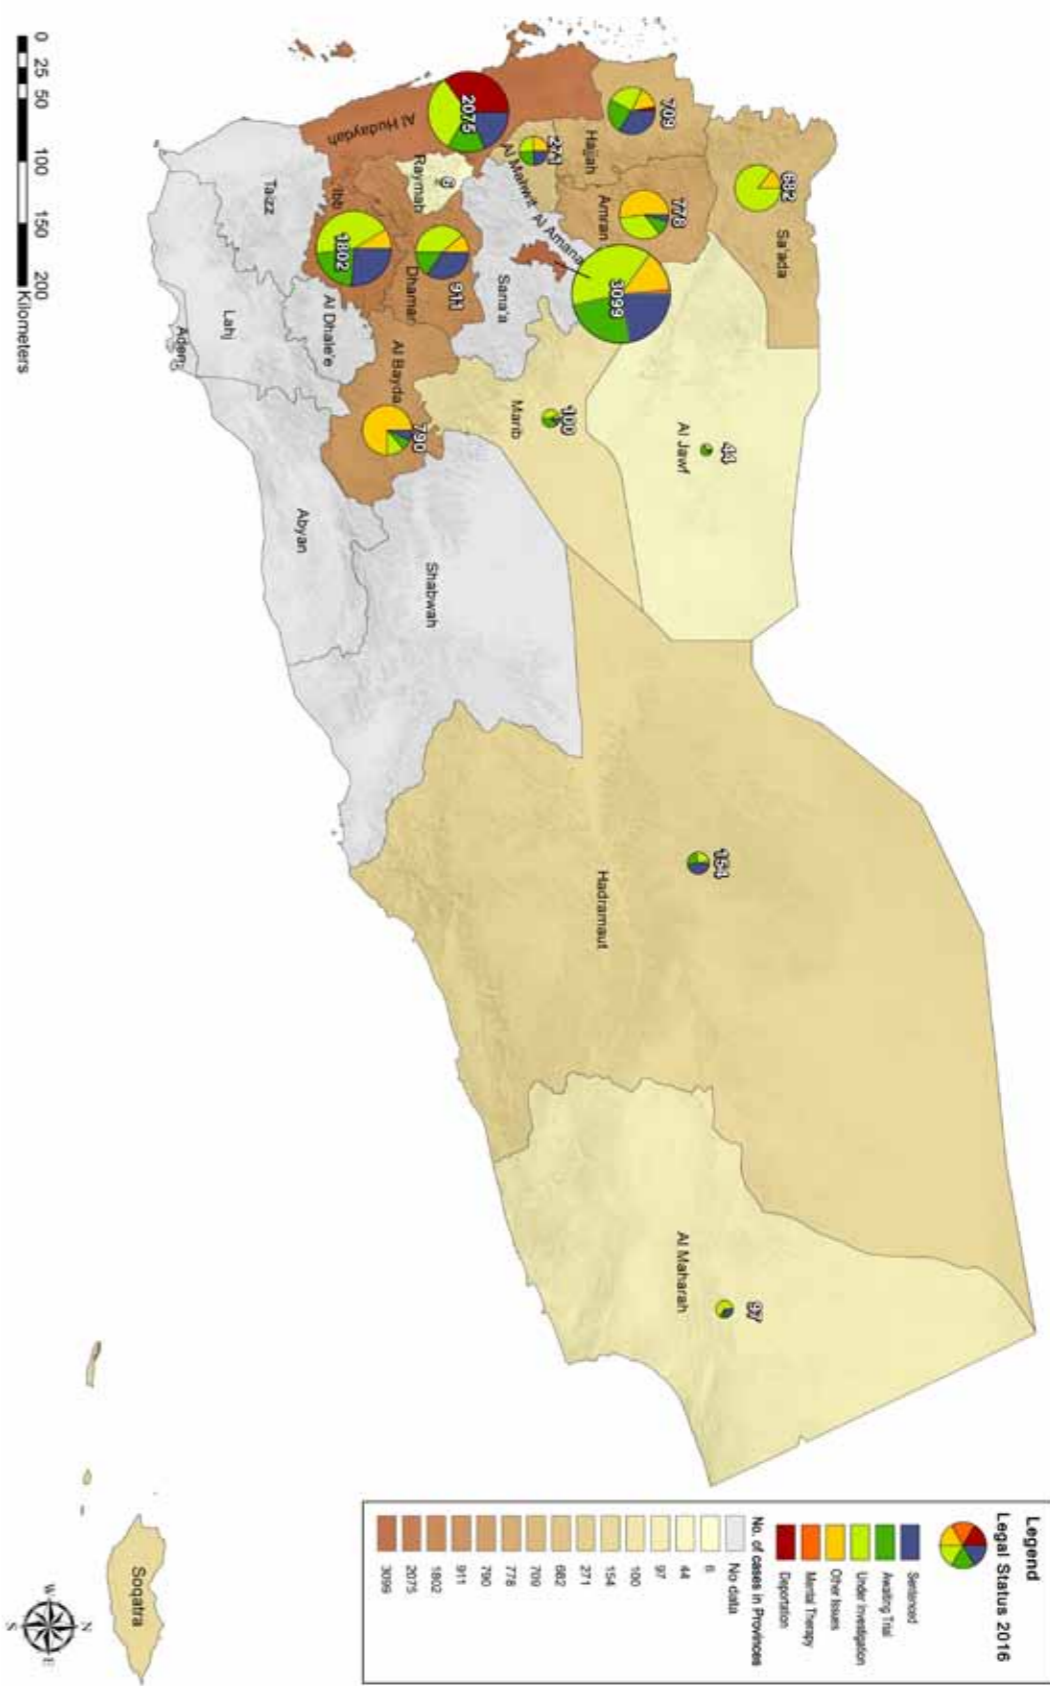 Legend
Legal Status 2016
Sentenced
Awaiting Trial
Under Investigation
Other Issues
Mental Therapy
Deportation
No. of cases in Provinces
No data
6
44
97
100
154
271
682
709
778
790
911
1802
2075
3099
682
Sa'ada
709
Hajjah
778
Amran
44
Al Jawf
271
Al Mahwit
Al Amana
3099
Sana'a
100
Marib
154
Hadramaut
97
Al Maharah
2075
Al Hudaydah
6
Raymah
911
Dhamar
1802
Ibb
790
Al Bayda
Shabwah
Taizz
Al Dhale'e
Lahj
Aden
Abyan
Soqatra
N
W
E
S
0 25 50 100 150 200
Kilometers